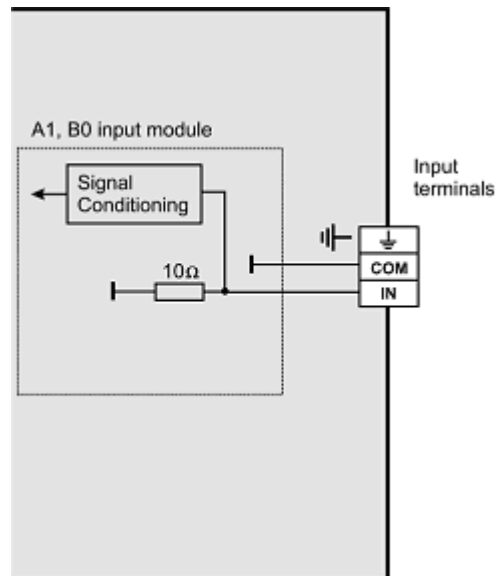 A1, B0 input module
Signal
Conditioning
Input
terminals
10Ω
COM
IN